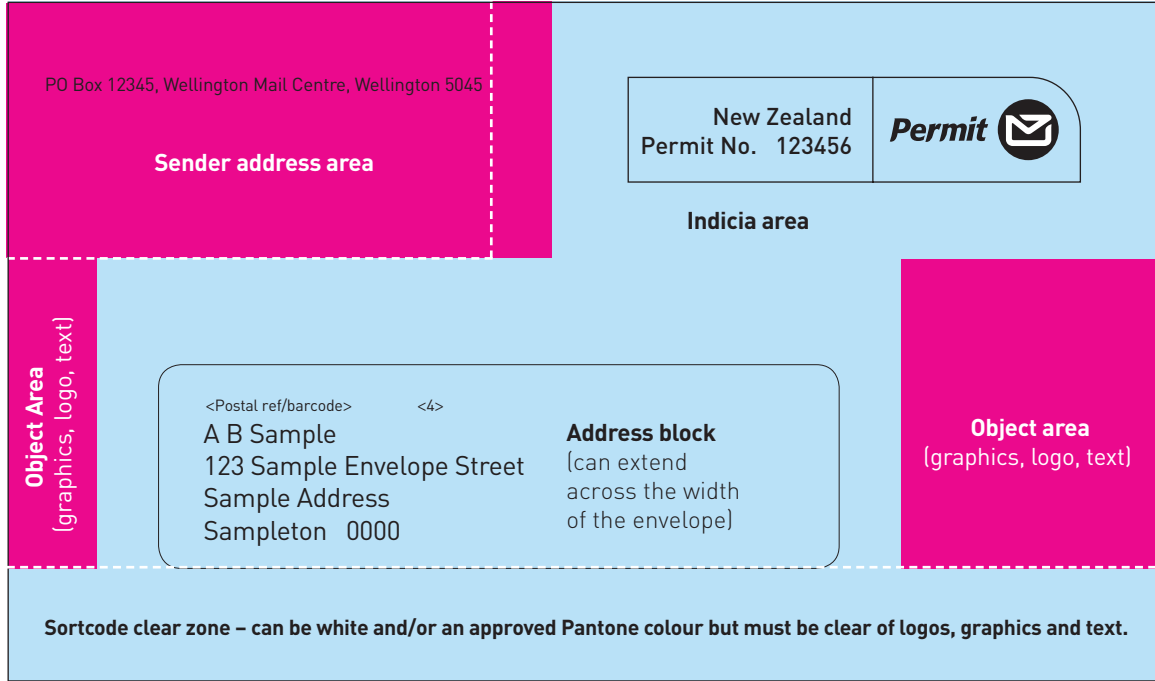 PO Box 12345, Wellington Mail Centre, Wellington 5045
Sender address area
New Zealand
Permit No. 123456
Permit
Indicia area
Object Area
(graphics, logo, text)
<Postal ref/barcode> <4>
A B Sample
123 Sample Envelope Street
Sample Address
Sampleton 0000
Address block
(can extend
across the width
of the envelope)
Object area
(graphics, logo, text)
Sortcode clear zone – can be white and/or an approved Pantone colour but must be clear of logos, graphics and text.